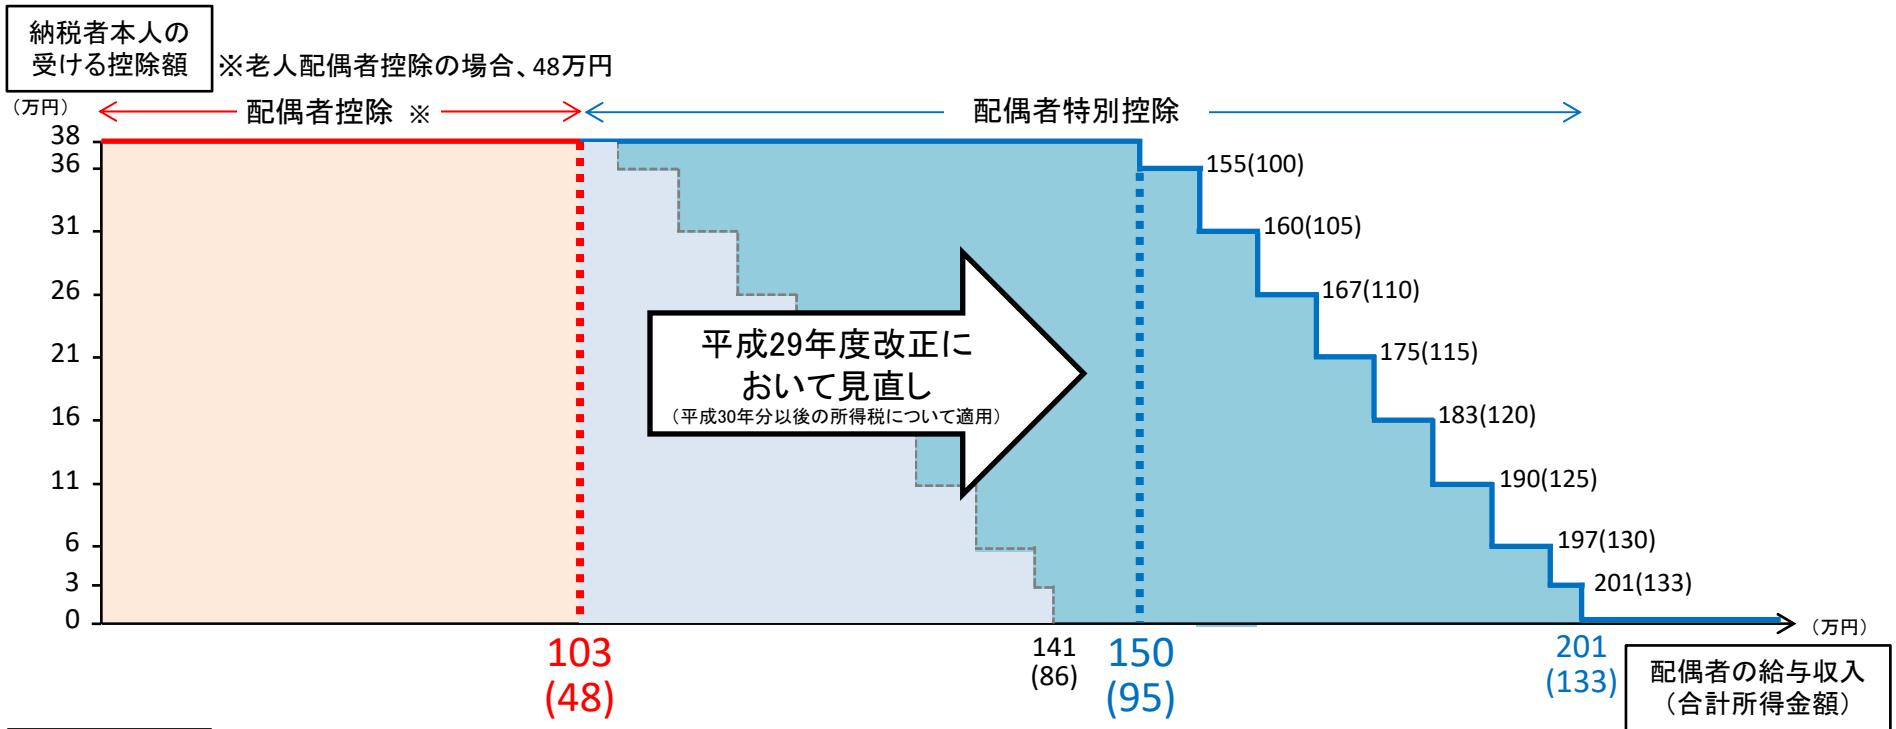 納税者本人の
受ける控除額
※老人配偶者控除の場合、48万円
（万円）
配偶者控除 ※
配偶者特別控除
38
36
31
26
21
16
11
6
3
0
155(100)
160(105)
167(110)
175(115)
183(120)
190(125)
197(130)
201(133)
平成29年度改正に
おいて見直し
（平成30年分以後の所得税について適用）
103
(48)
141
(86)
150
(95)
201
(133)
（万円）
配偶者の給与収入
（合計所得金額）